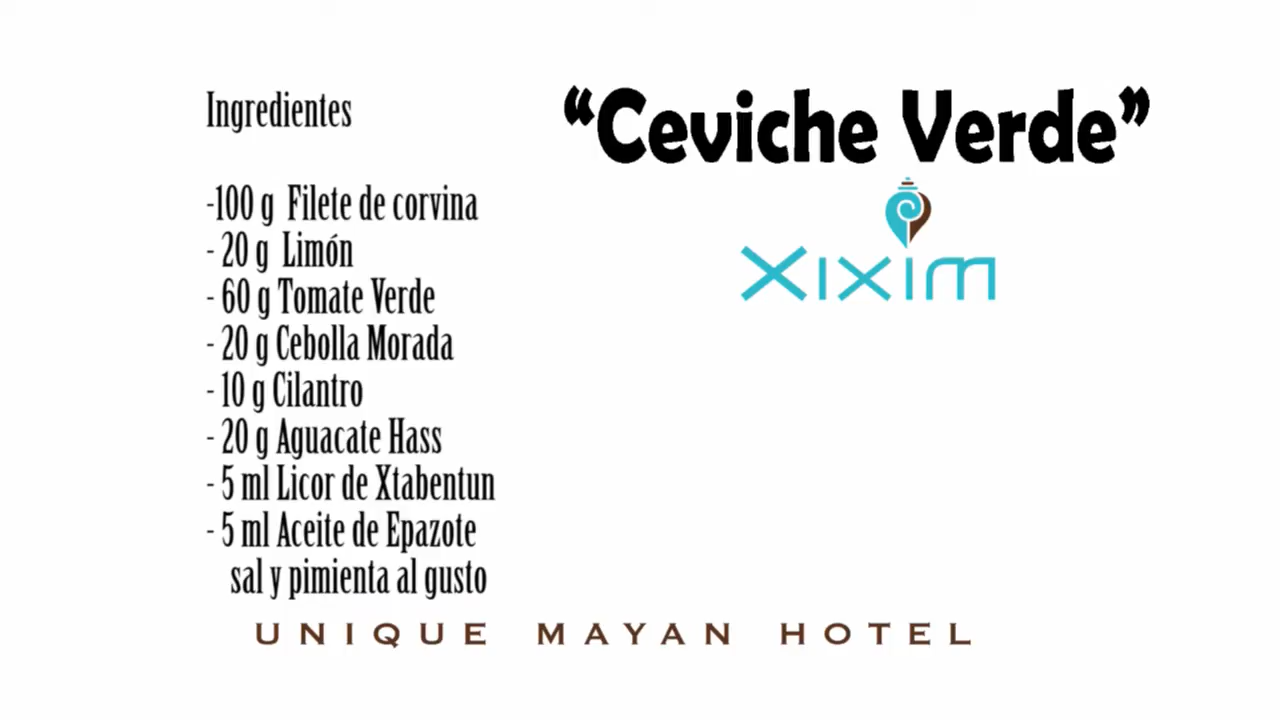 Ingredientes
“Ceviche Verde”
XIXIM
-100 g Filete de corvina
- 20 g Limón
- 60 g Tomate Verde
- 20 g Cebolla Morada
- 10 g Cilantro
- 20 g Aguacate Hass
- 5 ml Licor de Xtabentun
- 5 ml Aceite de Epazote
sal y pimienta al gusto
UNIQUE MAYAN HOTEL